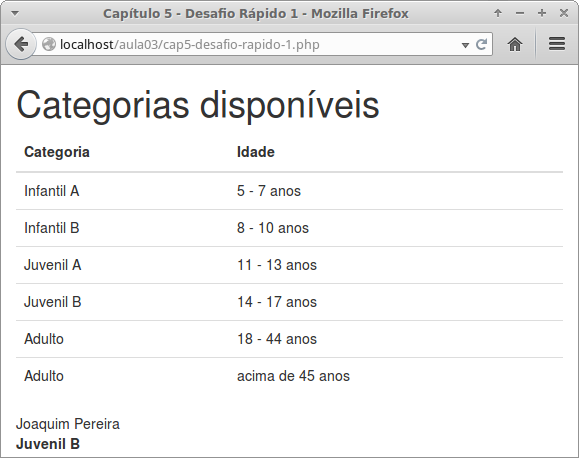 Capítulo 5 - Desafio Rápido 1 - Mozilla Firefox
localhost/aula03/cap5-desafio-rapido-1.php
Categorias disponíveis
Categoria Idade
Infantil A 5 - 7 anos
Infantil B 8 - 10 anos
Juvenil A 11 - 13 anos
Juvenil B 14 - 17 anos
Adulto 18 - 44 anos
Adulto acima de 45 anos
Joaquim Pereira
Juvenil B